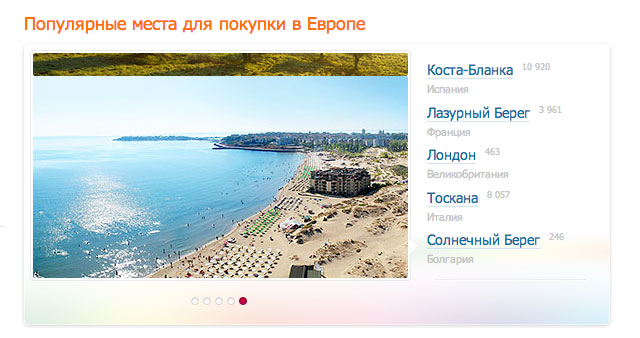 Популярные места для покупки в Европе
Коста-Бланка 10 920
Испания
Лазурный Берег 3 961
Франция
Лондон 463
Великобритания
Тоскана 8 057
Италия
Солнечный Берег 246
Болгария